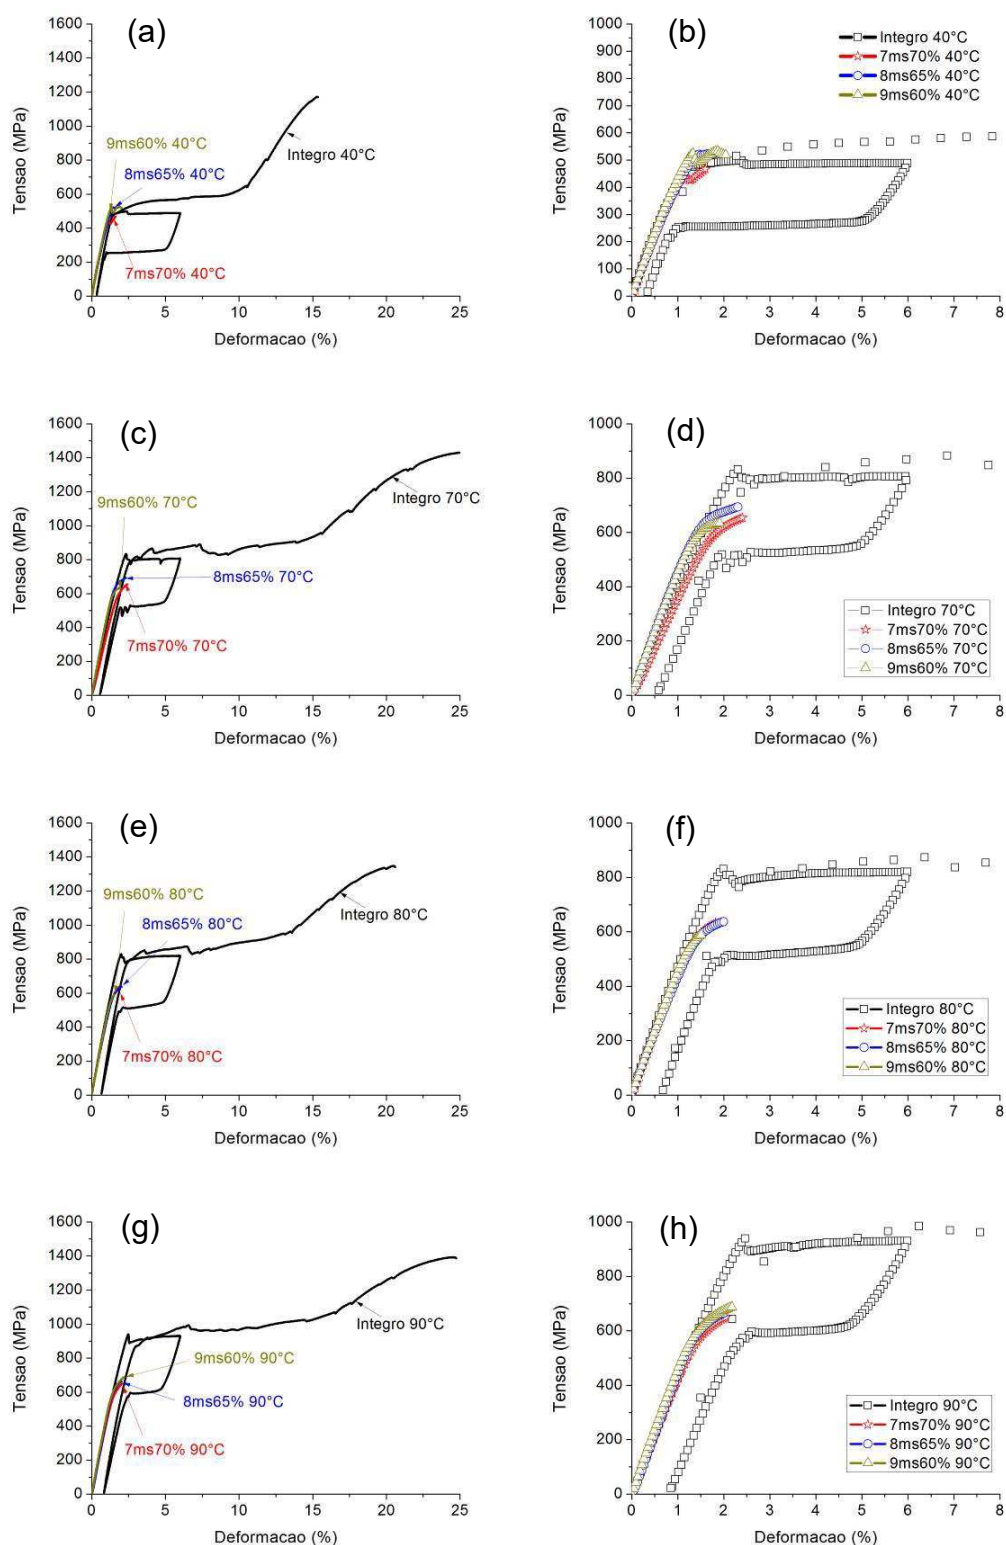 (a)
1600
1400
1200
1000
800
600
400
200
0
Tensao (MPa)
9ms60% 40°C
8ms65% 40°C
7ms70% 40°C
Integro 40°C
0 5 10 15 20 25
Deformacao (%)
(b)
1000
900
800
700
600
500
400
300
200
100
0
Tensao (MPa)
Integro 40°C
7ms70% 40°C
8ms65% 40°C
9ms60% 40°C
0 1 2 3 4 5 6 7 8
Deformacao (%)
(c)
1600
1400
1200
1000
800
600
400
200
0
Tensao (MPa)
9ms60% 70°C
8ms65% 70°C
7ms70% 70°C
Integro 70°C
0 5 10 15 20 25
Deformacao (%)
(d)
1000
800
600
400
200
0
Tensao (MPa)
Integro 70°C
7ms70% 70°C
8ms65% 70°C
9ms60% 70°C
0 1 2 3 4 5 6 7 8
Deformacao (%)
(e)
1600
1400
1200
1000
800
600
400
200
0
Tensao (MPa)
9ms60% 80°C
8ms65% 80°C
7ms70% 80°C
Integro 80°C
0 5 10 15 20 25
Deformacao (%)
(f)
1000
800
600
400
200
0
Tensao (MPa)
Integro 80°C
7ms70% 80°C
8ms65% 80°C
9ms60% 80°C
0 1 2 3 4 5 6 7 8
Deformacao (%)
(g)
1600
1400
1200
1000
800
600
400
200
0
Tensao (MPa)
Integro 90°C
9ms60% 90°C
8ms65% 90°C
7ms70% 90°C
0 5 10 15 20 25
Deformacao (%)
(h)
1000
800
600
400
200
0
Tensao (MPa)
Integro 90°C
7ms70% 90°C
8ms65% 90°C
9ms60% 90°C
0 1 2 3 4 5 6 7 8
Deformacao (%)